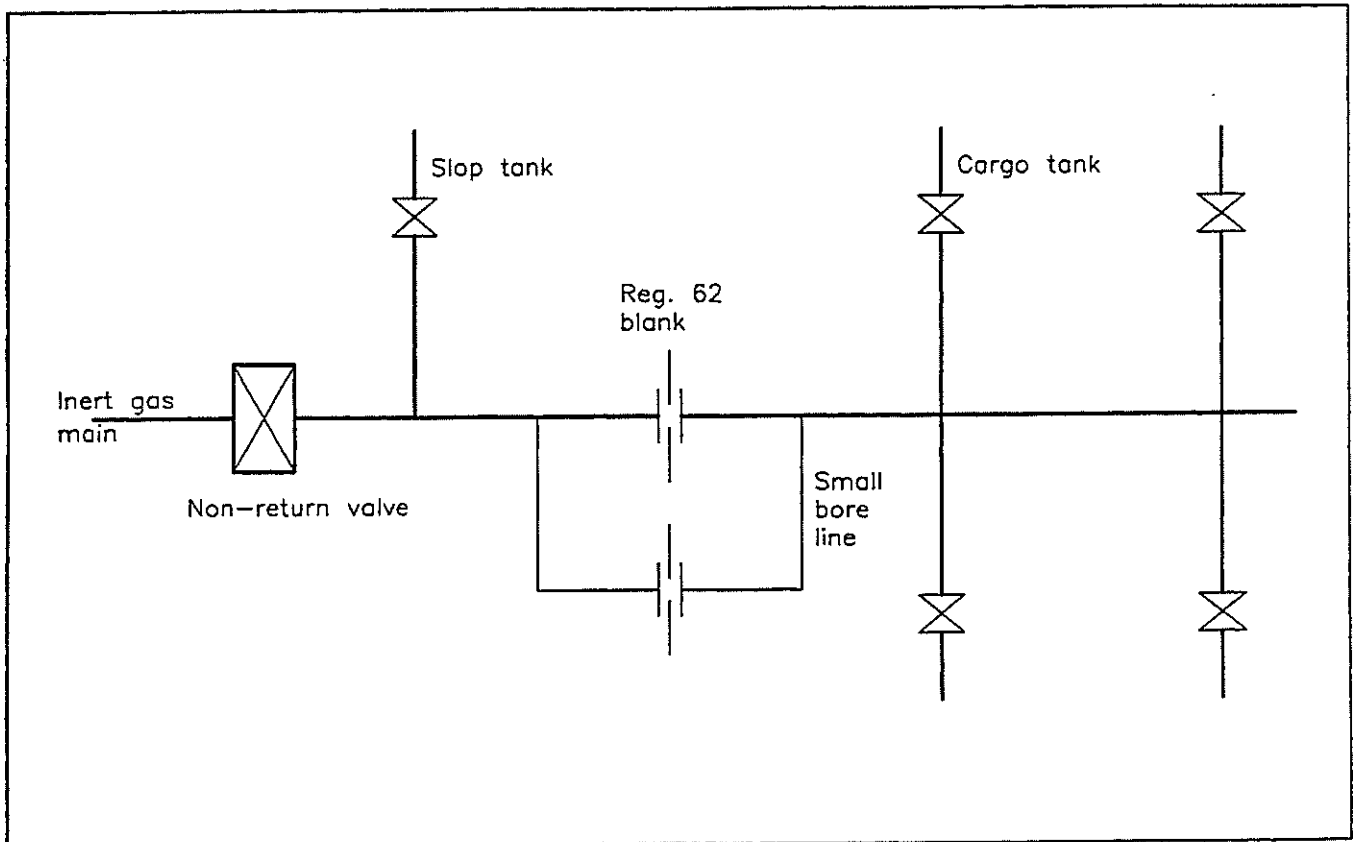 Slop tank
Cargo tank
Reg. 62
blank
Inert gas
main
Non-return valve
Small
bore
line